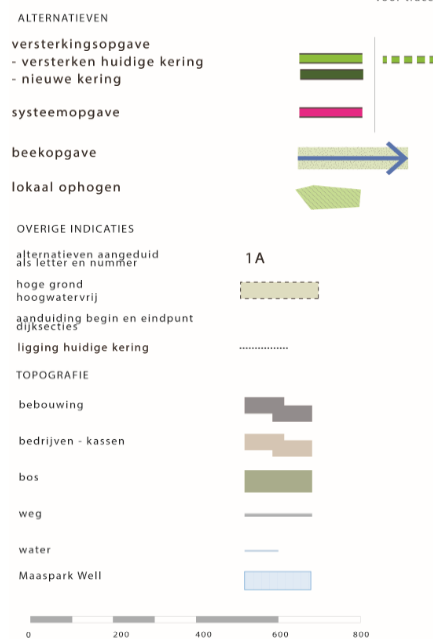 ALTERNATIEVEN
versterkingsopgave
- versterken huidige kering
- nieuwe kering
systeemopgave
beekopgave
lokaal ophogen
OVERIGE INDICATIES
alternatieven aangeduid
als letter en nummer
1A
hoge grond
hoogwatervrij
aanduiding begin en eindpunt
dijksecties
ligging huidige kering
TOPOGRAFIE
bebouwing
bedrijven - kassen
bos
weg
water
Maaspark Well
0 200 400 600 800